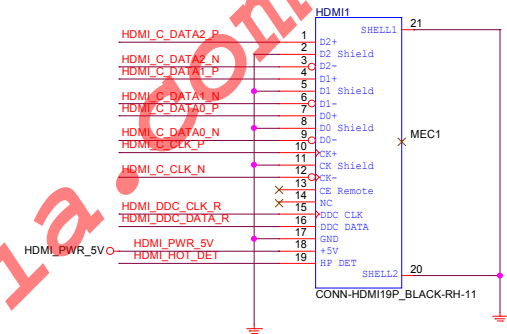 HDMI1
HDMI_C_DATA2_P 1 D2+ SHELL1 21
2 D2 Shield
HDMI_C_DATA2_N 3 D2-
HDMI_C_DATA1_P 4 D1+
5 D1 Shield
HDMI_C_DATA1_N 6 D1-
HDMI_C_DATA0_P 7 D0+
8 D0 Shield
HDMI_C_DATA0_N 9 D0- MEC1
HDMI_C_CLK_P 10 CK+
11 CK Shield
HDMI_C_CLK_N 12 CK-
13 CE Remote
14 NC
HDMI_DDC_CLK_R 15 DDC CLK
HDMI_DDC_DATA_R 16 DDC DATA
17 GND
HDMI_PWR_5V HDMI_PWR_5V 18 +5V
HDMI_HOT_DET 19 HP DET
SHELL2 20
CONN-HDMI19P_BLACK-RH-11
ia.com